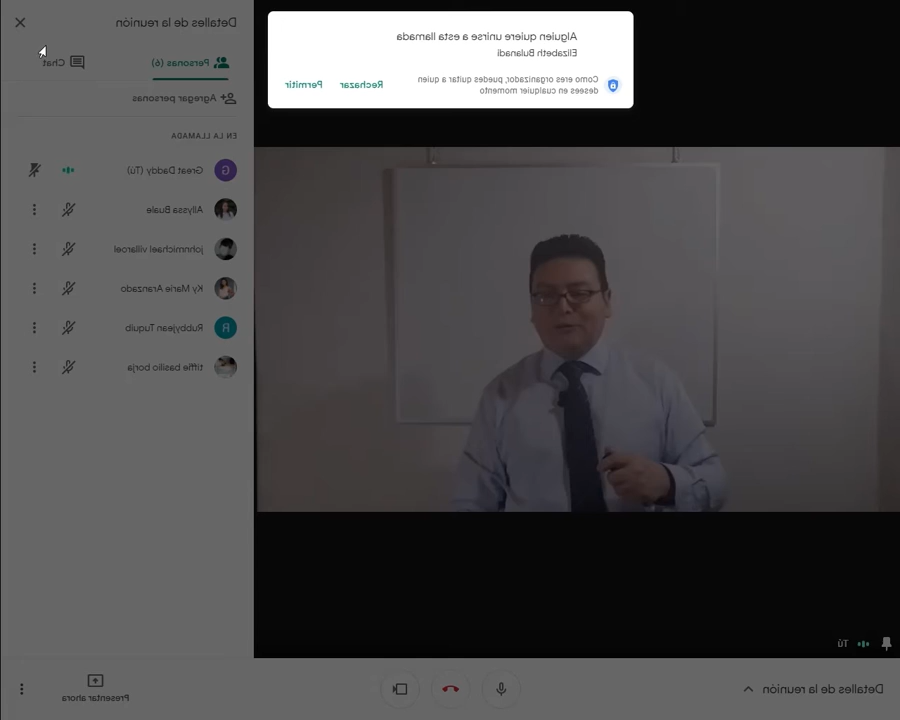 Detalles de la reunión
Personas (6)
Chat
Agregar personas
EN LA LLAMADA
G
Great Daddy (Tú)
Allyssa Buale
johnmichael villaroel
Ky Marie Aranzado
R
Rubbyjean Tuquib
tiffie basilio borja
Alguien quiere unirse a esta llamada
Elizabeth Bulanadi
Como eres organizador, puedes quitar a quien
desees en cualquier momento
Rechazar
Permitir
Tú
Detalles de la reunión
Presentar ahora